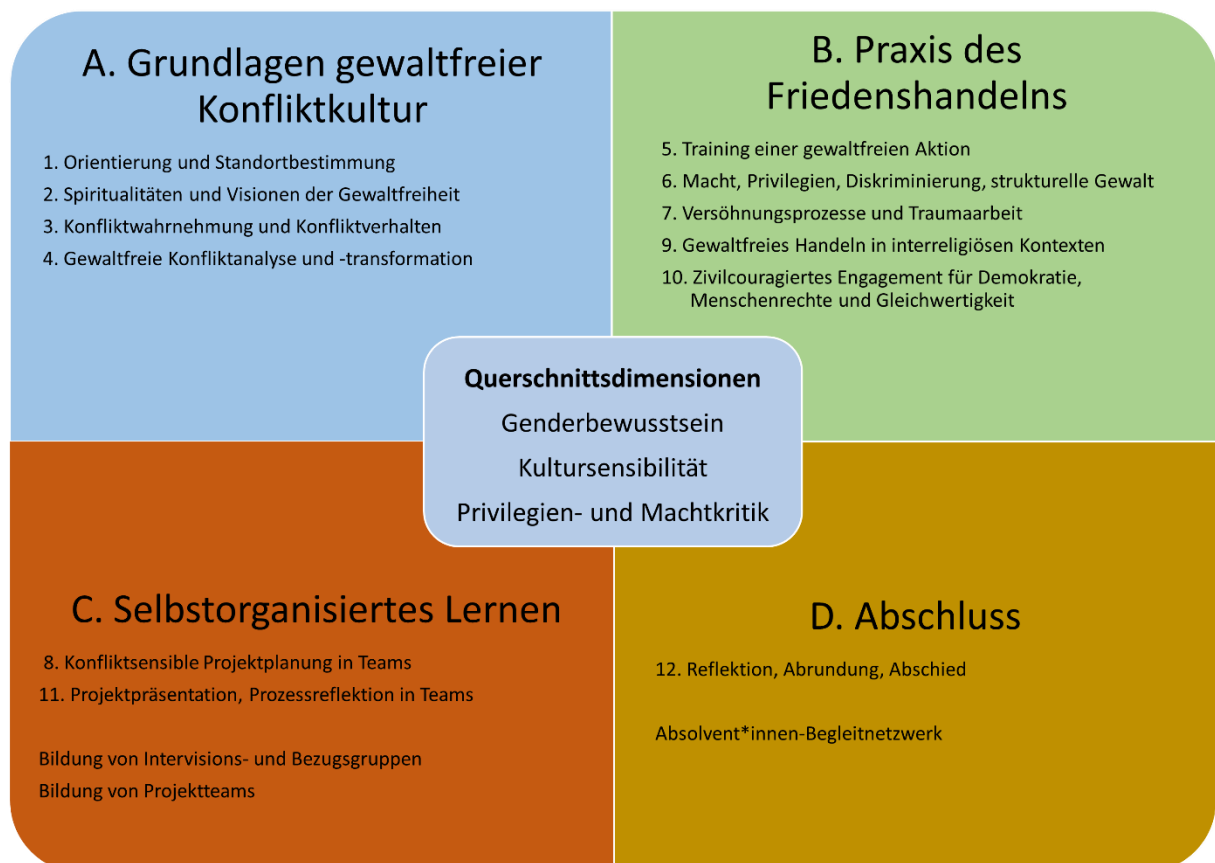 A. Grundlagen gewaltfreier
Konfliktkultur
1. Orientierung und Standortbestimmung
2. Spiritualitäten und Visionen der Gewaltfreiheit
3. Konfliktwahrnehmung und Konfliktverhalten
4. Gewaltfreie Konfliktanalyse und -transformation
B. Praxis des
Friedenshandelns
5. Training einer gewaltfreien Aktion
6. Macht, Privilegien, Diskriminierung, strukturelle Gewalt
7. Versöhnungsprozesse und Traumaarbeit
9. Gewaltfreies Handeln in interreligiösen Kontexten
10. Zivilcouragiertes Engagement für Demokratie,
Menschenrechte und Gleichwertigkeit
Querschnittsdimensionen
Genderbewusstsein
Kultursensibilität
Privilegien- und Machtkritik
C. Selbstorganisiertes Lernen
8. Konfliktsensible Projektplanung in Teams
11. Projektpräsentation, Prozessreflektion in Teams
Bildung von Intervisions- und Bezugsgruppen
Bildung von Projektteams
D. Abschluss
12. Reflektion, Abrundung, Abschied
Absolvent*innen-Begleitnetzwerk